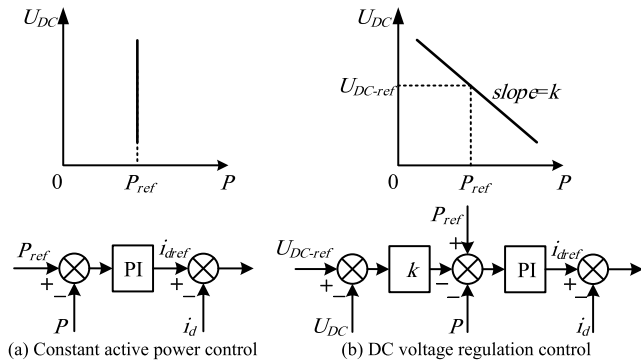 U_DC
0
P_ref
P
U_DC
U_DC-ref
slope=k
0
P_ref
P
P_ref
+
−
PI
i_dref
+
−
P
i_d
(a) Constant active power control
P_ref
U_DC-ref
+
−
U_DC
k
−
+
−
PI
i_dref
+
−
P
i_d
(b) DC voltage regulation control